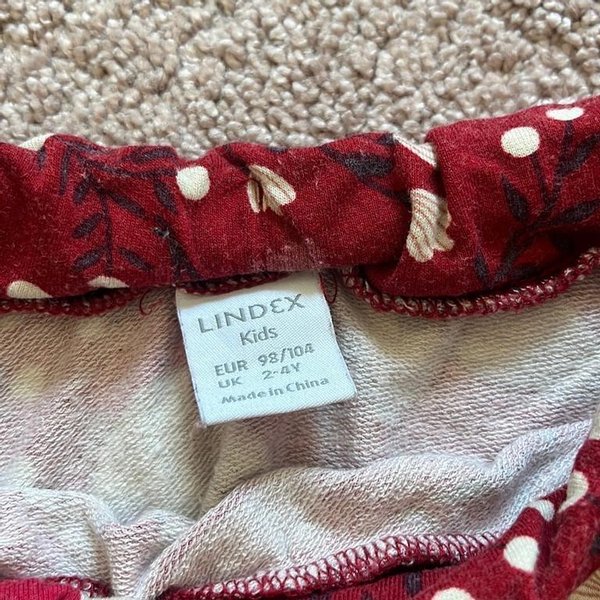 LINDEX
Kids
EUR 98/104
UK 2-4Y
Made in China